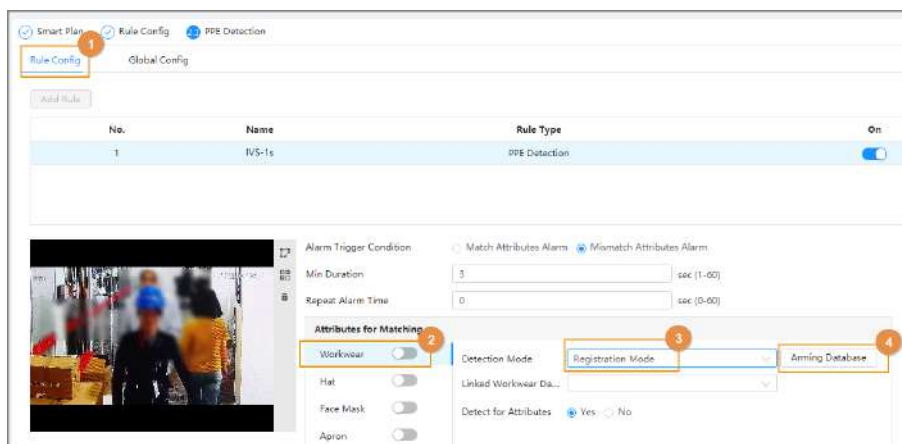 Smart Plan Rule Config 2.1 PPE Detection
1
Rule Config Global Config
Add Rule
No. Name Rule Type On
1 IVS-1s PPE Detection
Alarm Trigger Condition Match Attributes Alarm Mismatch Attributes Alarm
Min Duration 3 sec (1-60)
Repeat Alarm Time 0 sec (0-60)
Attributes for Matching
Workwear 2 Detection Mode Registration Mode 3 Arming Database 4
Hat Linked Workwear Da...
Face Mask Detect for Attributes Yes No
Apron